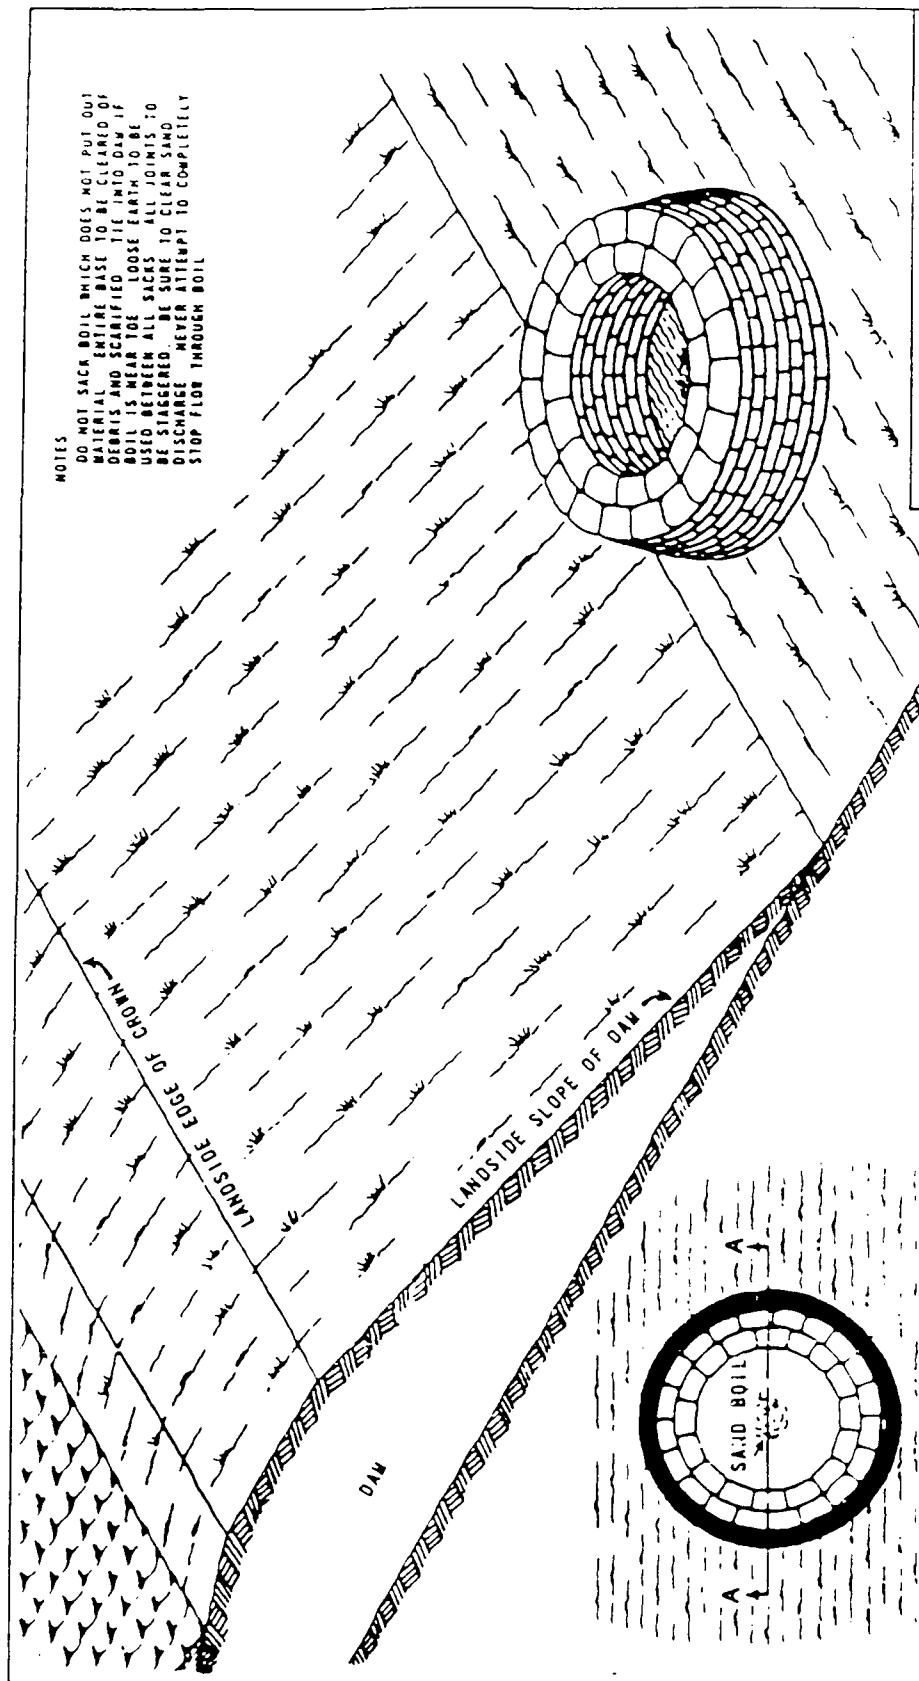 NOTES
DO NOT SACK BOIL WHICH DOES NOT PUT OUT
MATERIAL ENTIRE BASE TO BE CLEARED OF
DEBRIS AND SCARIFIED TIE INTO DAM IF
BOIL IS NEAR TOE LOOSE EARTH TO BE
USED BETWEEN ALL SACKS ALL JOINTS TO
BE STAGGERED. BE SURE TO CLEAR SAND
DISCHARGE NEVER ATTEMPT TO COMPLETELY
STOP FLOW THROUGH BOIL
LANDSIDE EDGE OF CROWN
LANDSIDE SLOPE OF DAM
DAM
A
SAND BOIL
A